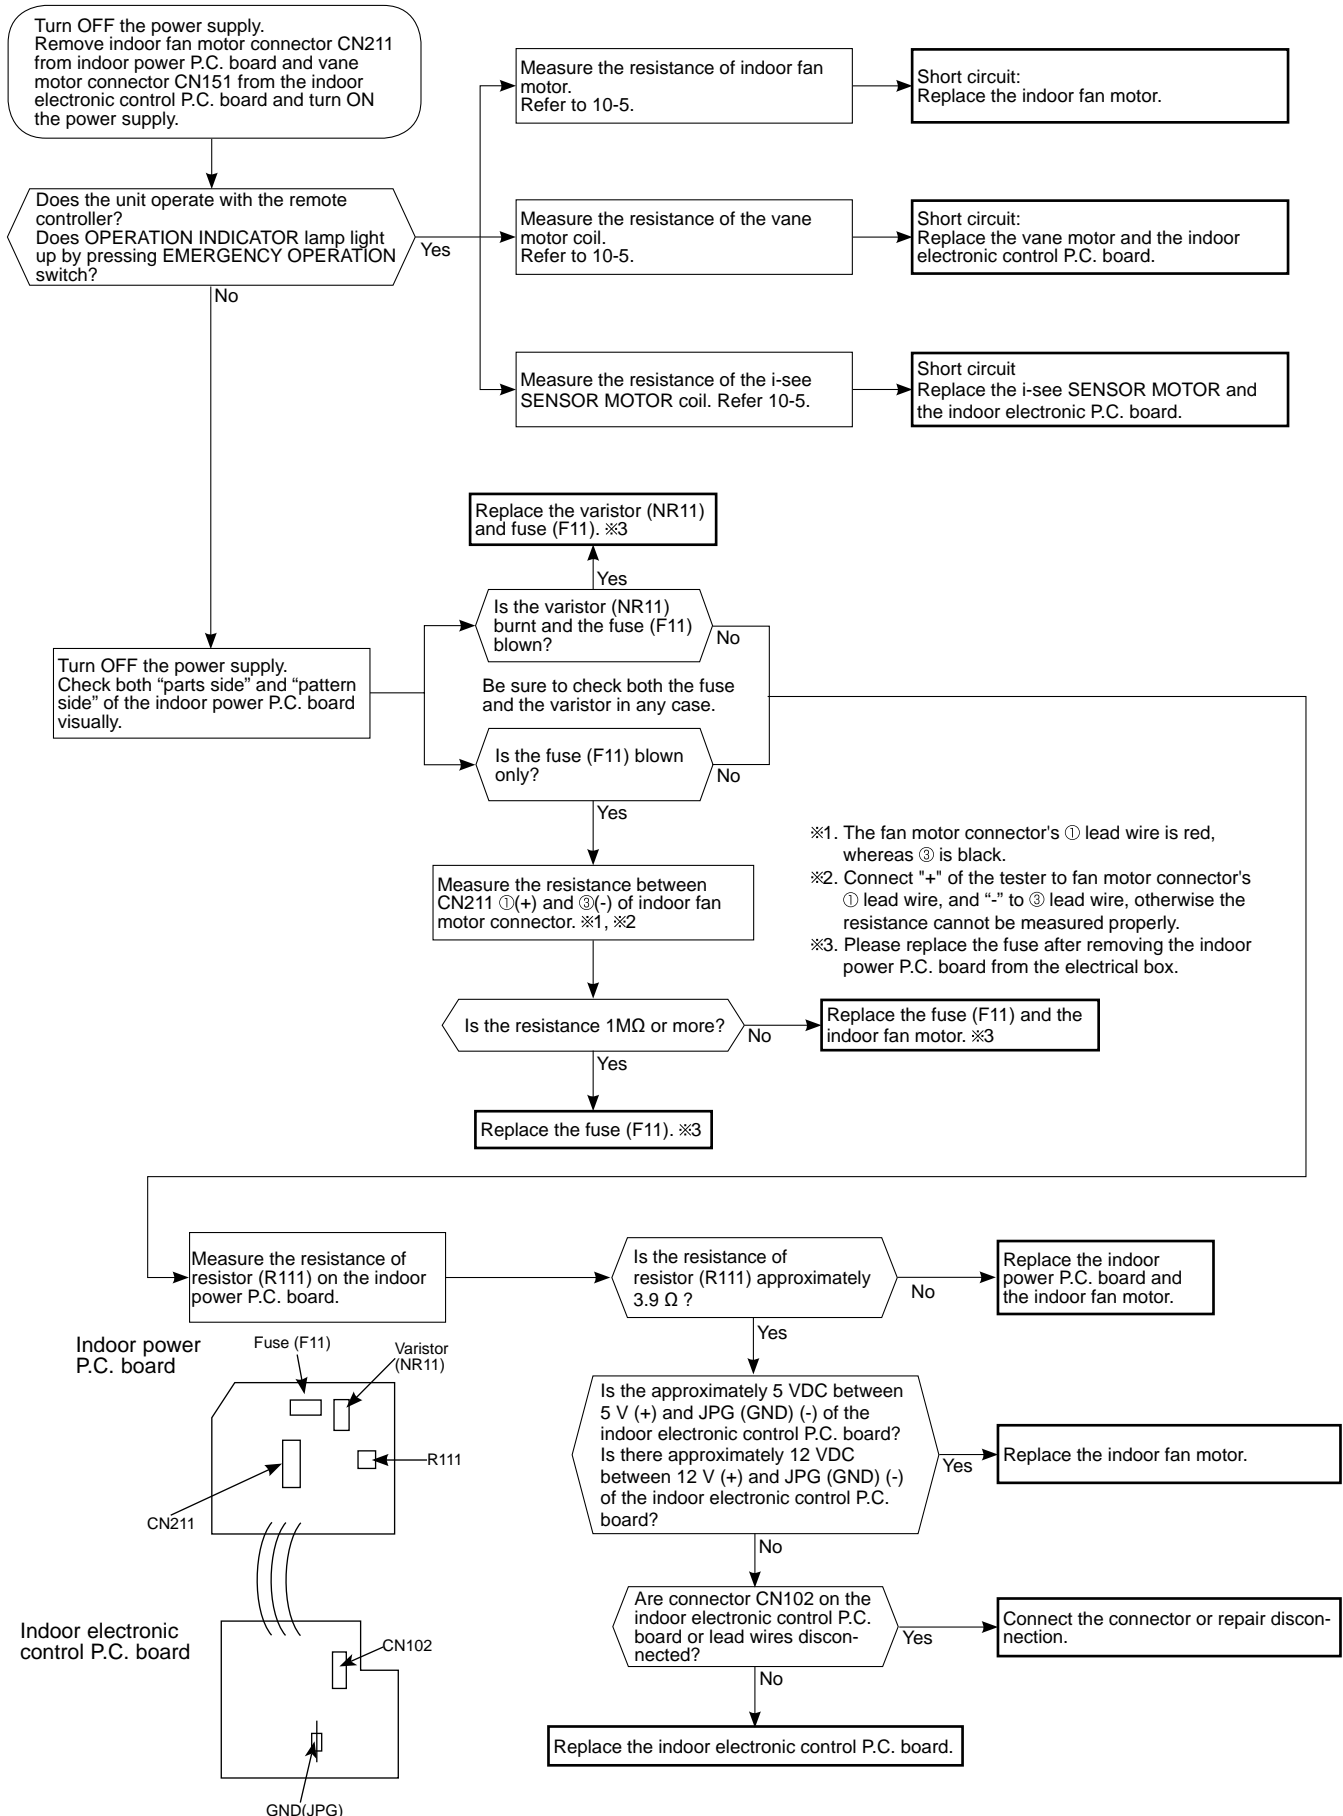 Turn OFF the power supply.
Remove indoor fan motor connector CN211
from indoor power P.C. board and vane
motor connector CN151 from the indoor
electronic control P.C. board and turn ON
the power supply.
Does the unit operate with the remote
controller?
Does OPERATION INDICATOR lamp light
up by pressing EMERGENCY OPERATION
switch?
Yes
No
Measure the resistance of indoor fan
motor.
Refer to 10-5.
Short circuit:
Replace the indoor fan motor.
Measure the resistance of the vane
motor coil.
Refer to 10-5.
Short circuit:
Replace the vane motor and the indoor
electronic control P.C. board.
Measure the resistance of the i-see
SENSOR MOTOR coil. Refer 10-5.
Short circuit
Replace the i-see SENSOR MOTOR and
the indoor electronic P.C. board.
Replace the varistor (NR11)
and fuse (F11). ※3
Yes
Is the varistor (NR11)
burnt and the fuse (F11)
blown?
No
Turn OFF the power supply.
Check both “parts side” and “pattern
side” of the indoor power P.C. board
visually.
Be sure to check both the fuse
and the varistor in any case.
Is the fuse (F11) blown
only?
No
Yes
Measure the resistance between
CN211 ①(+) and ③(-) of indoor fan
motor connector. ※1, ※2
※1. The fan motor connector's ① lead wire is red,
whereas ③ is black.
※2. Connect "+" of the tester to fan motor connector's
① lead wire, and “-” to ③ lead wire, otherwise the
resistance cannot be measured properly.
※3. Please replace the fuse after removing the indoor
power P.C. board from the electrical box.
Is the resistance 1MΩ or more?
No
Replace the fuse (F11) and the
indoor fan motor. ※3
Yes
Replace the fuse (F11). ※3
Measure the resistance of
resistor (R111) on the indoor
power P.C. board.
Is the resistance of
resistor (R111) approximately
3.9 Ω ?
No
Replace the indoor
power P.C. board and
the indoor fan motor.
Yes
Is the approximately 5 VDC between
5 V (+) and JPG (GND) (-) of the
indoor electronic control P.C. board?
Is there approximately 12 VDC
between 12 V (+) and JPG (GND) (-)
of the indoor electronic control P.C.
board?
Yes
Replace the indoor fan motor.
No
Are connector CN102 on the
indoor electronic control P.C.
board or lead wires discon-
nected?
Yes
Connect the connector or repair discon-
nection.
No
Replace the indoor electronic control P.C. board.
Indoor power
P.C. board
Fuse (F11)
Varistor
(NR11)
R111
CN211
Indoor electronic
control P.C. board
CN102
GND(JPG)